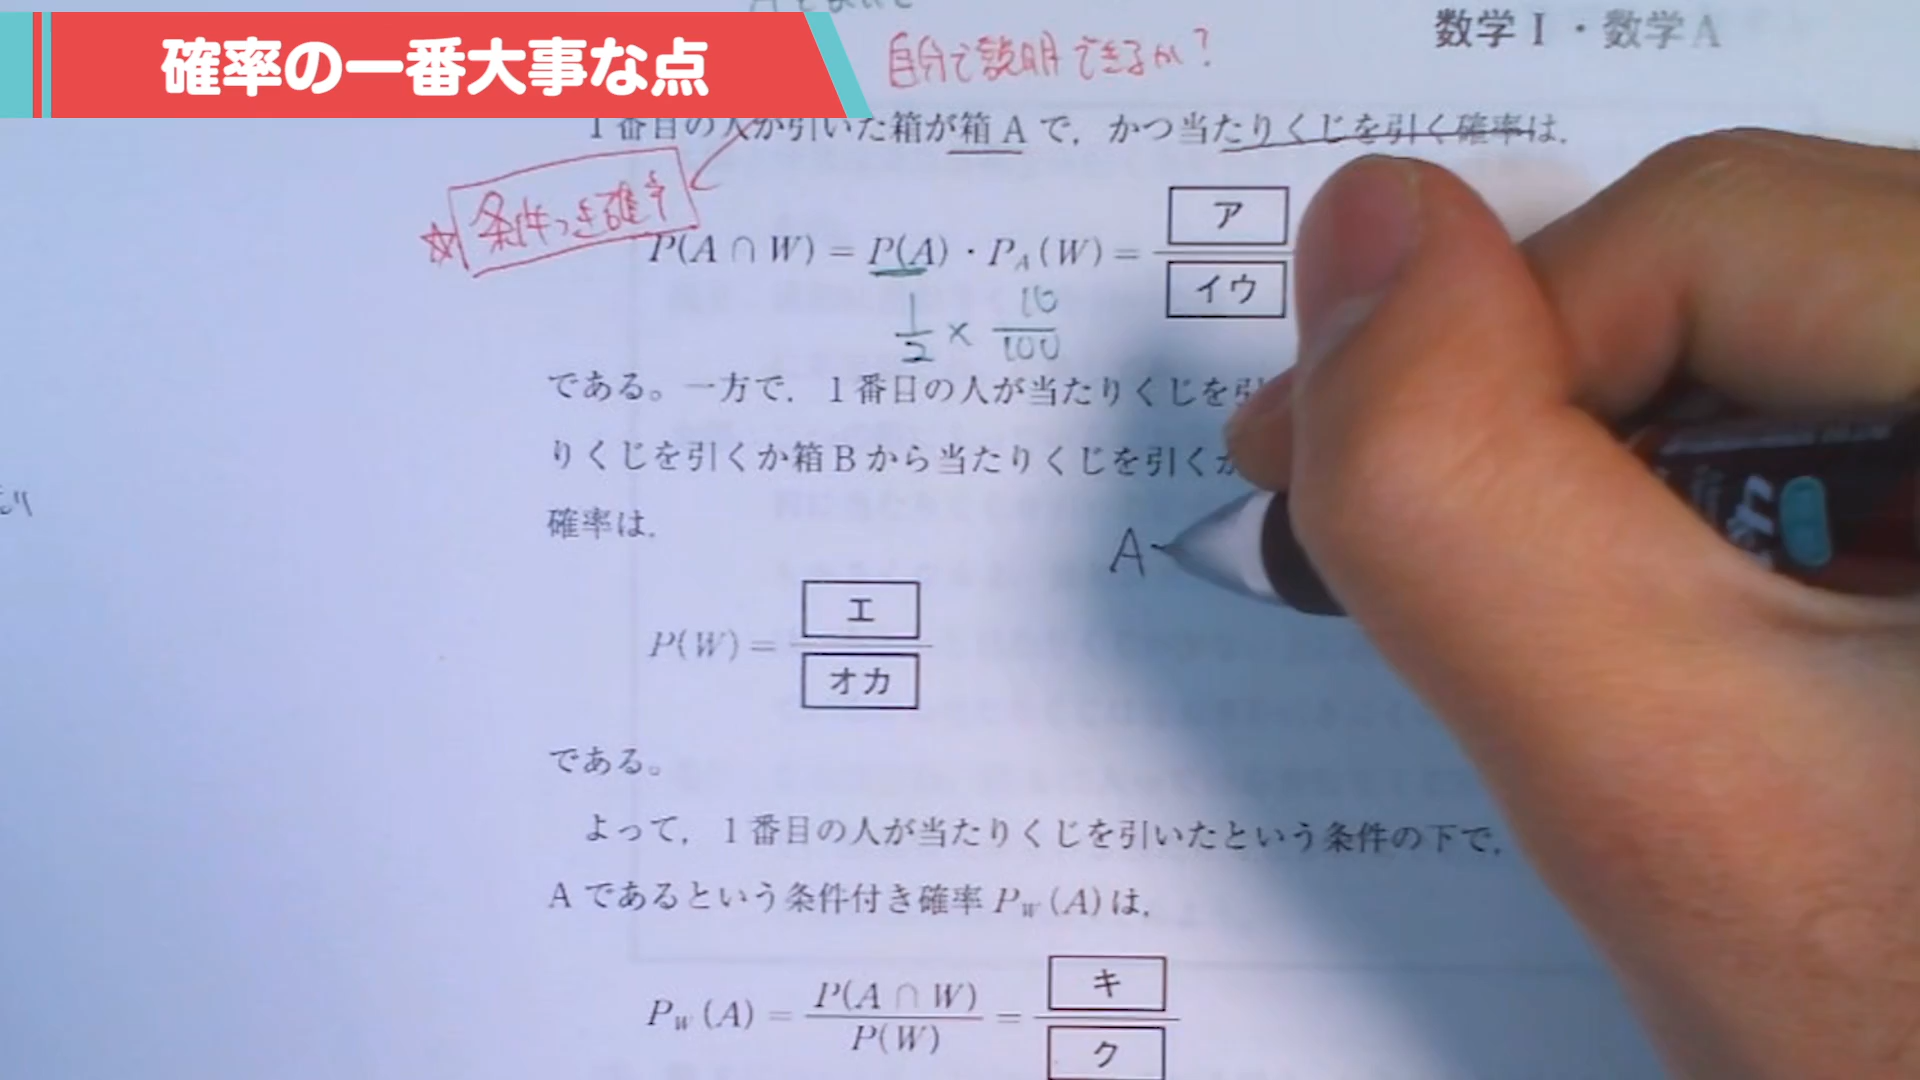 確率の一番大事な点
数学Ⅰ・数学A
自分で説明できるか?
1番目の人が引いた箱が箱Aで,かつ当たりくじを引く確率は,
☆条件つき確率
P(A∩W)=P(A)・P_A(W)=ア/イウ
1/2×10/100
である。一方で,1番目の人が当たりくじを引
りくじを引くか箱Bから当たりくじを引くか
確率は,
A
P(W)=エ/オカ
である。
よって,1番目の人が当たりくじを引いたという条件の下で,
Aであるという条件付き確率P_W(A)は,
P_W(A)=P(A∩W)/P(W)=キ/ク